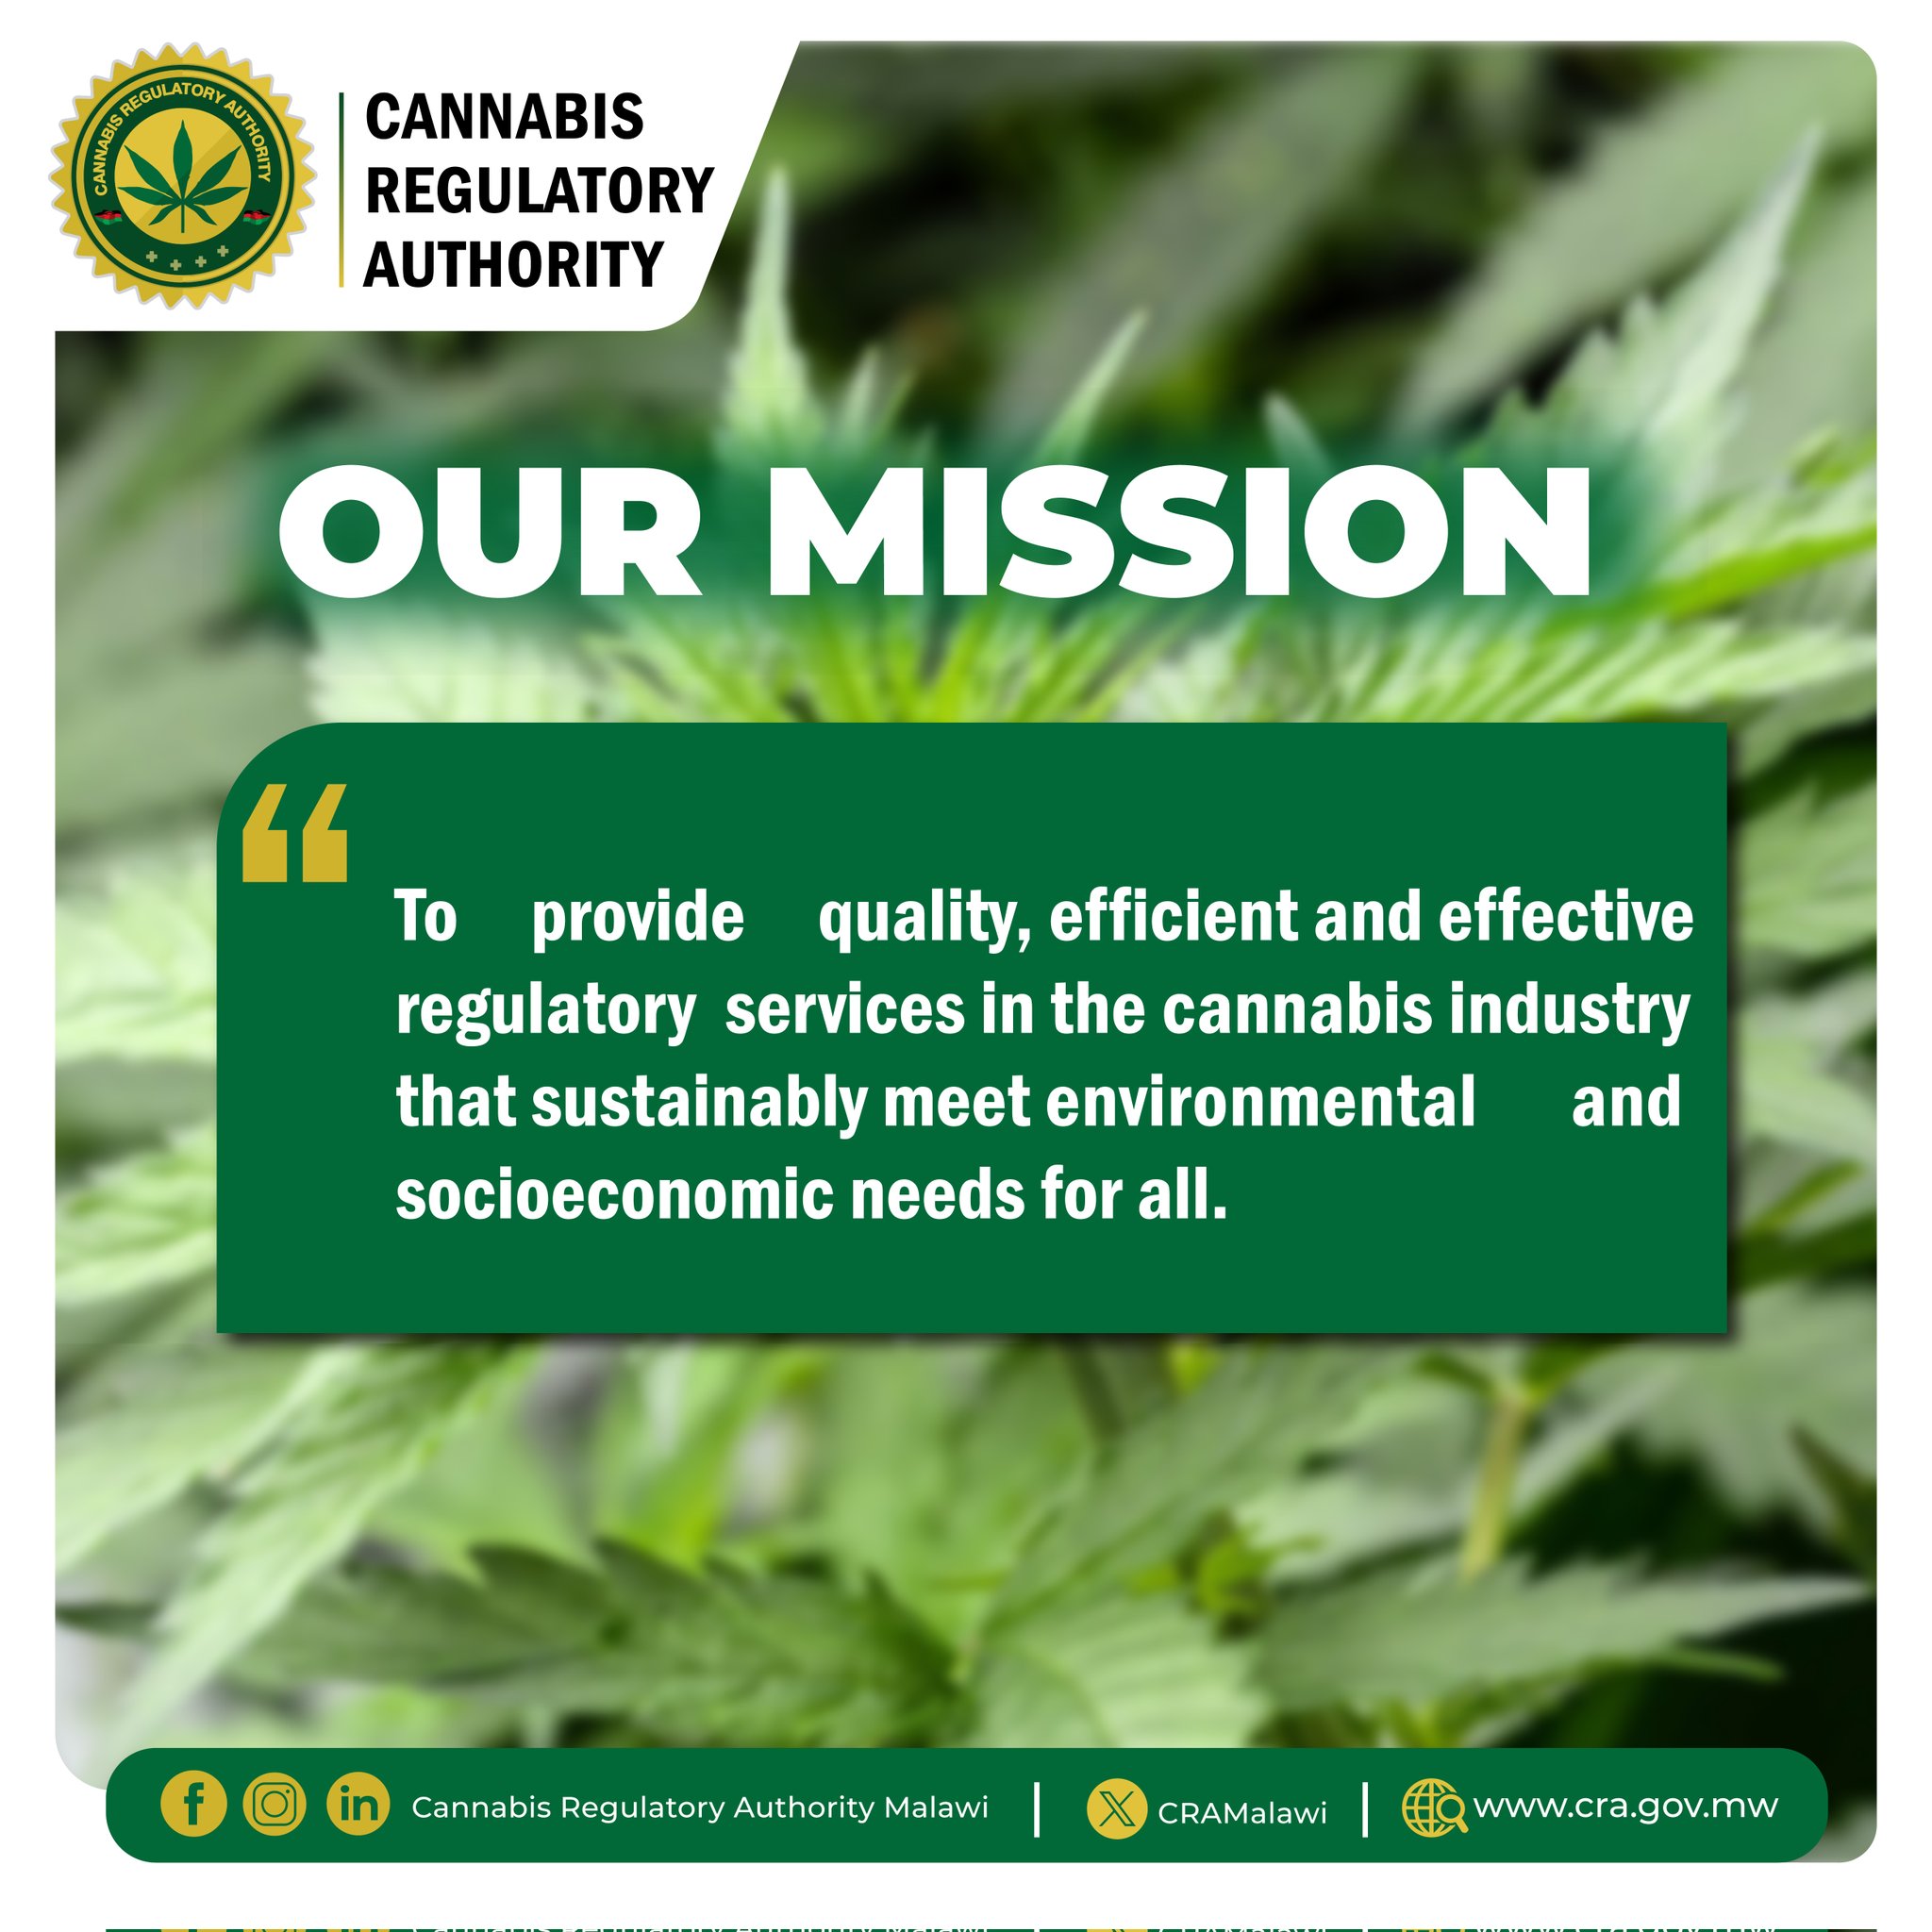 CANNABIS REGULATORY AUTHORITY
CANNABIS
REGULATORY
AUTHORITY
OUR MISSION
“
To provide quality, efficient and effective
regulatory services in the cannabis industry
that sustainably meet environmental and
socioeconomic needs for all.
Cannabis Regulatory Authority Malawi | CRAMalawi | www.cra.gov.mw